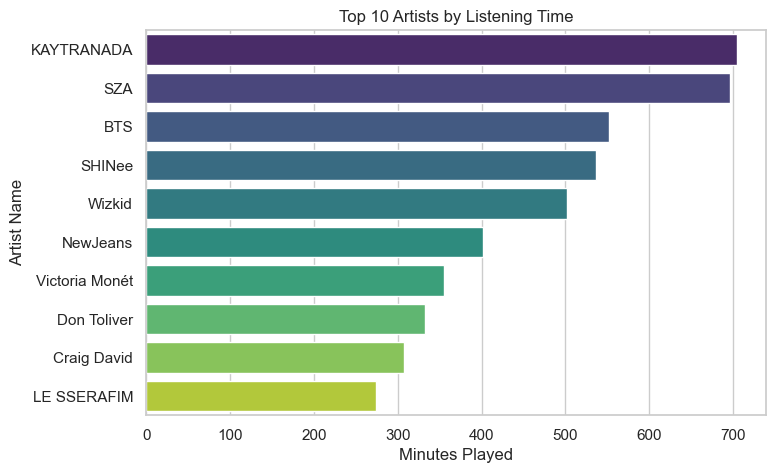 Top 10 Artists by Listening Time
Artist Name
KAYTRANADA
SZA
BTS
SHINee
Wizkid
NewJeans
Victoria Monét
Don Toliver
Craig David
LE SSERAFIM
0 100 200 300 400 500 600 700
Minutes Played